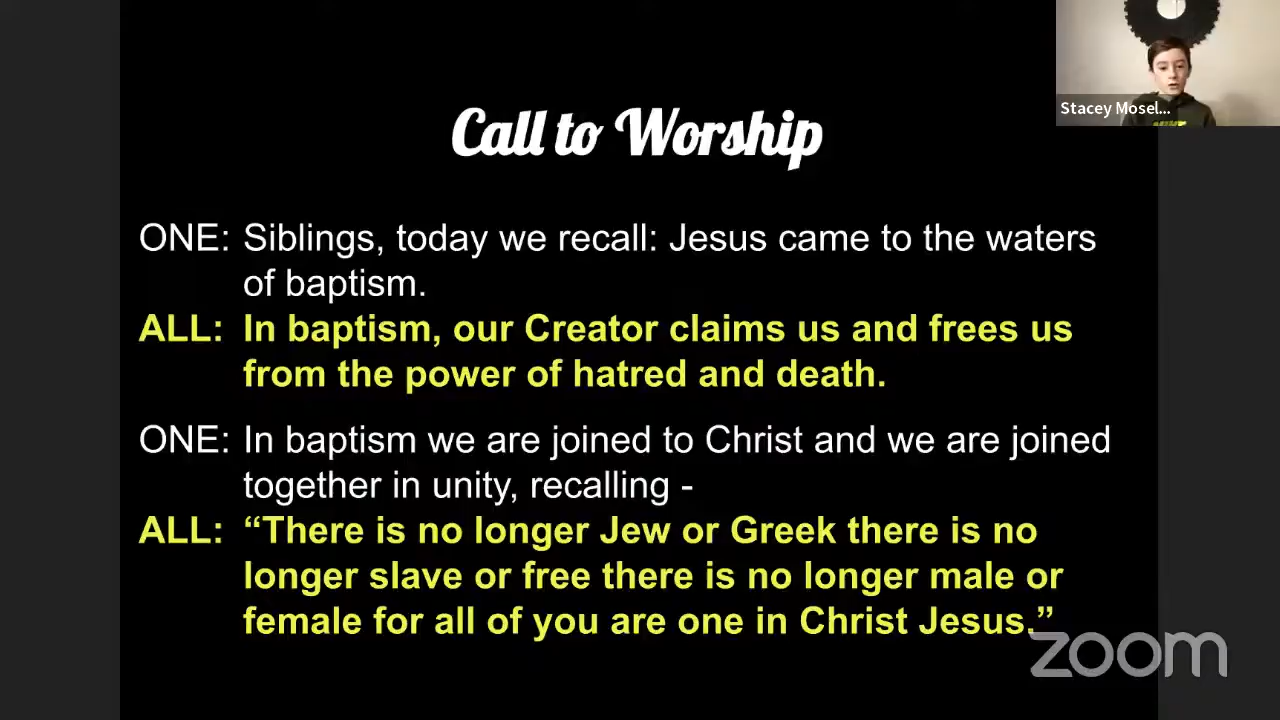 Stacey Mosel...
Call to Worship
ONE: Siblings, today we recall: Jesus came to the waters
of baptism.
ALL: In baptism, our Creator claims us and frees us
from the power of hatred and death.
ONE: In baptism we are joined to Christ and we are joined
together in unity, recalling -
ALL: “There is no longer Jew or Greek there is no
longer slave or free there is no longer male or
female for all of you are one in Christ Jesus.”
zoom